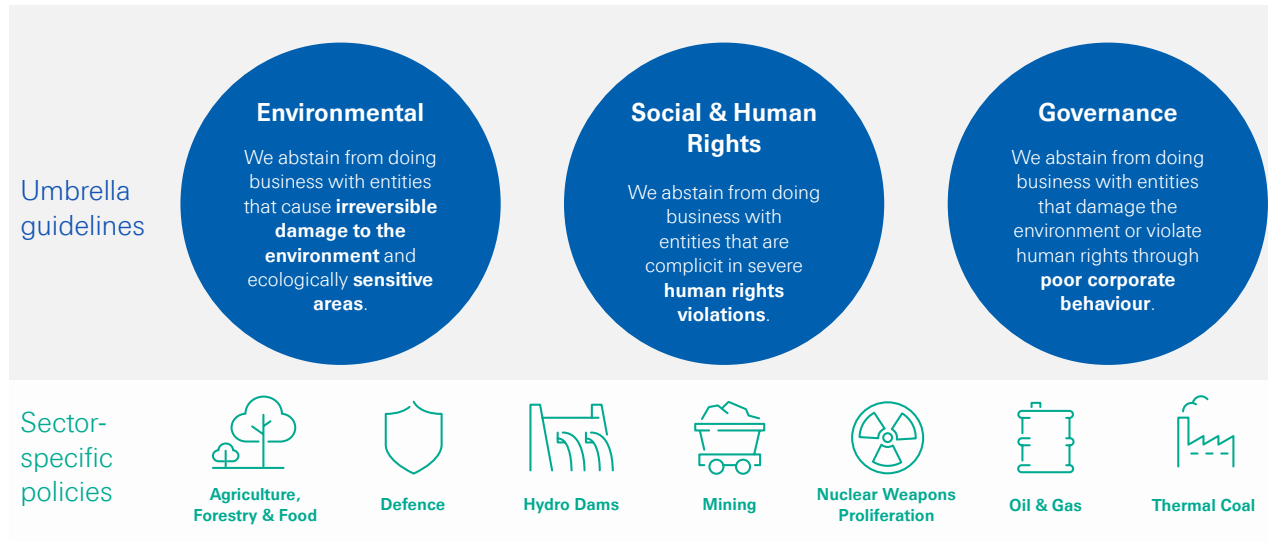 Umbrella
guidelines
Environmental
We abstain from doing
business with entities
that cause irreversible
damage to the
environment and
ecologically sensitive
areas.
Social & Human
Rights
We abstain from doing
business with
entities that are
complicit in severe
human rights
violations.
Governance
We abstain from doing
business with entities
that damage the
environment or violate
human rights through
poor corporate
behaviour.
Sector-
specific
policies
Agriculture,
Forestry & Food
Defence
Hydro Dams
Mining
Nuclear Weapons
Proliferation
Oil & Gas
Thermal Coal